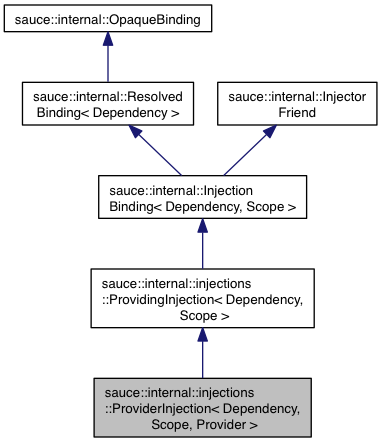 sauce::internal::OpaqueBinding
sauce::internal::Resolved
Binding< Dependency >
sauce::internal::Injector
Friend
sauce::internal::Injection
Binding< Dependency, Scope >
sauce::internal::injections
::ProvidingInjection< Dependency,
Scope >
sauce::internal::injections
::ProviderInjection< Dependency,
Scope, Provider >